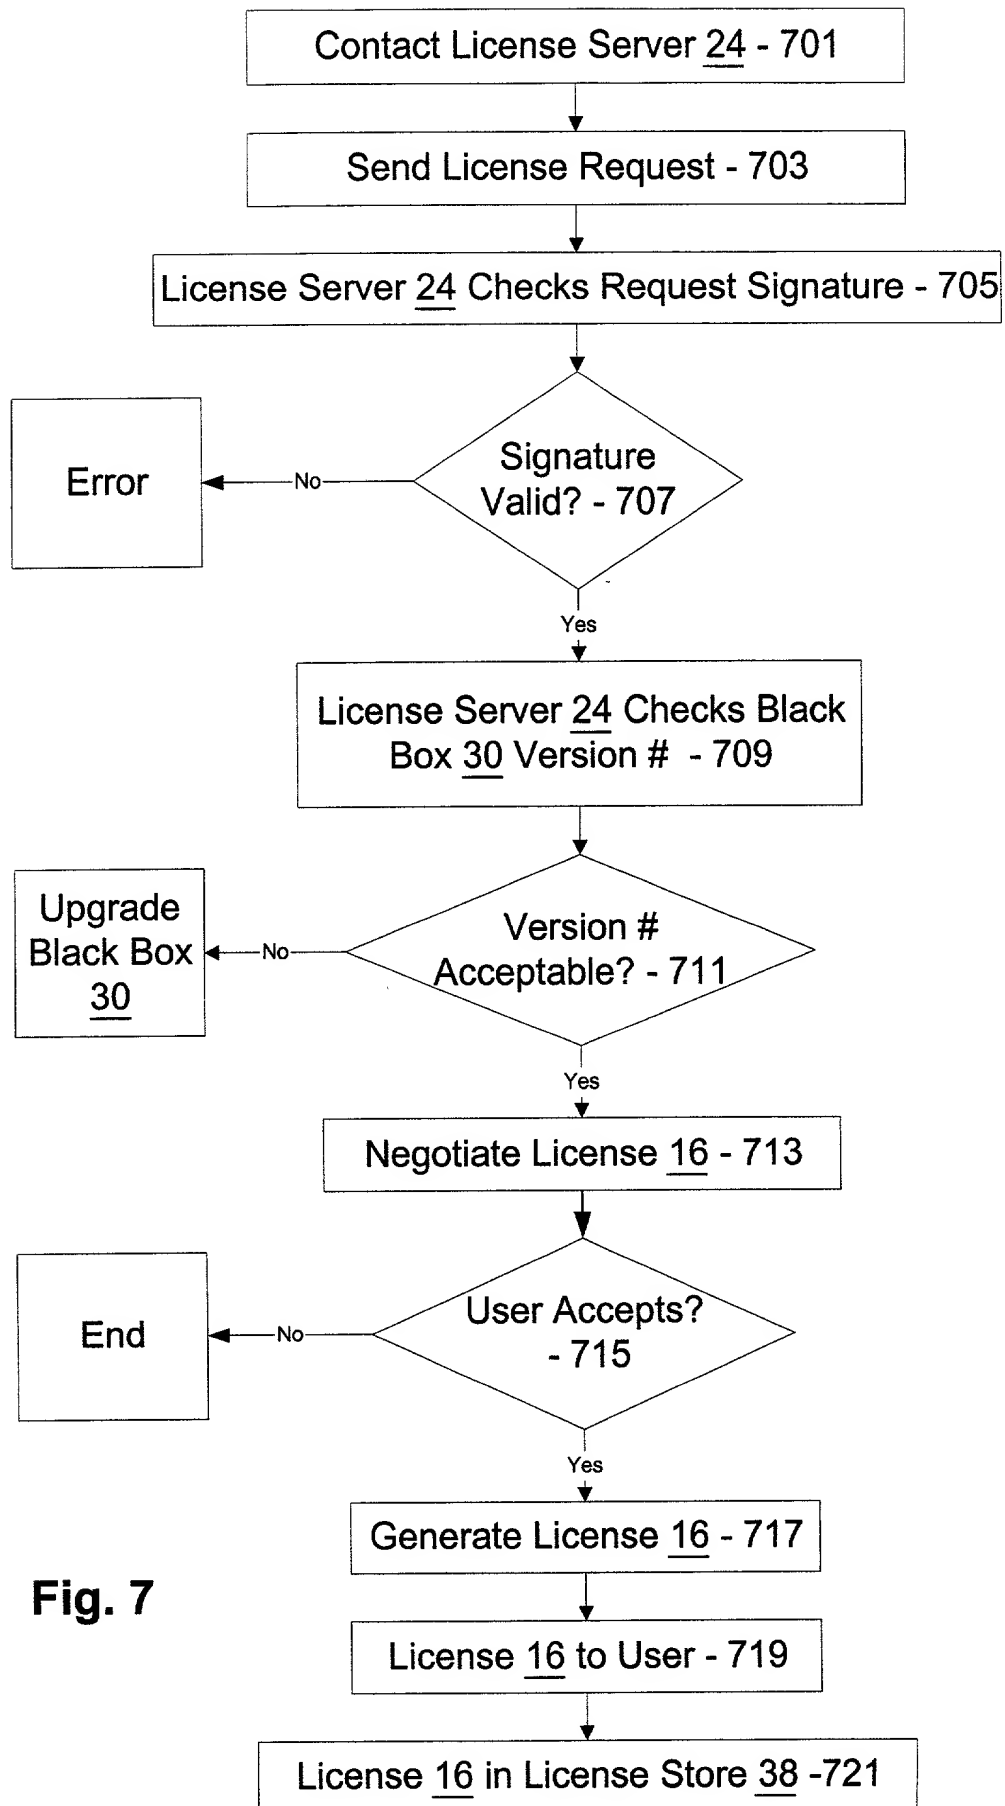 Contact License Server 24 - 701
Send License Request - 703
License Server 24 Checks Request Signature - 705
Signature
Valid? - 707
No
Error
Yes
License Server 24 Checks Black
Box 30 Version # - 709
Version #
Acceptable? - 711
No
Upgrade
Black Box
30
Yes
Negotiate License 16 - 713
User Accepts?
- 715
No
End
Yes
Generate License 16 - 717
Fig. 7
License 16 to User - 719
License 16 in License Store 38 -721